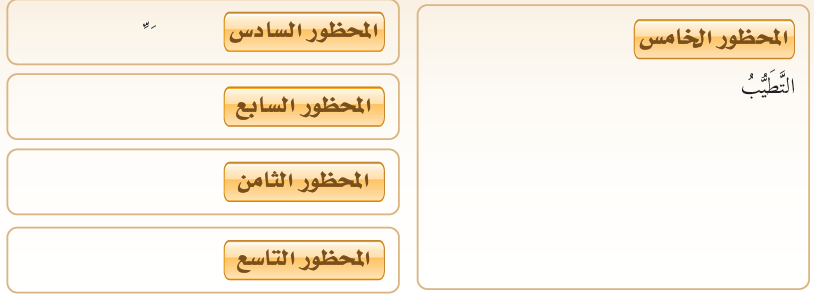 المحظور الخامس
التَّطَيُّبُ
المحظور السادس
المحظور السابع
المحظور الثامن
المحظور التاسع